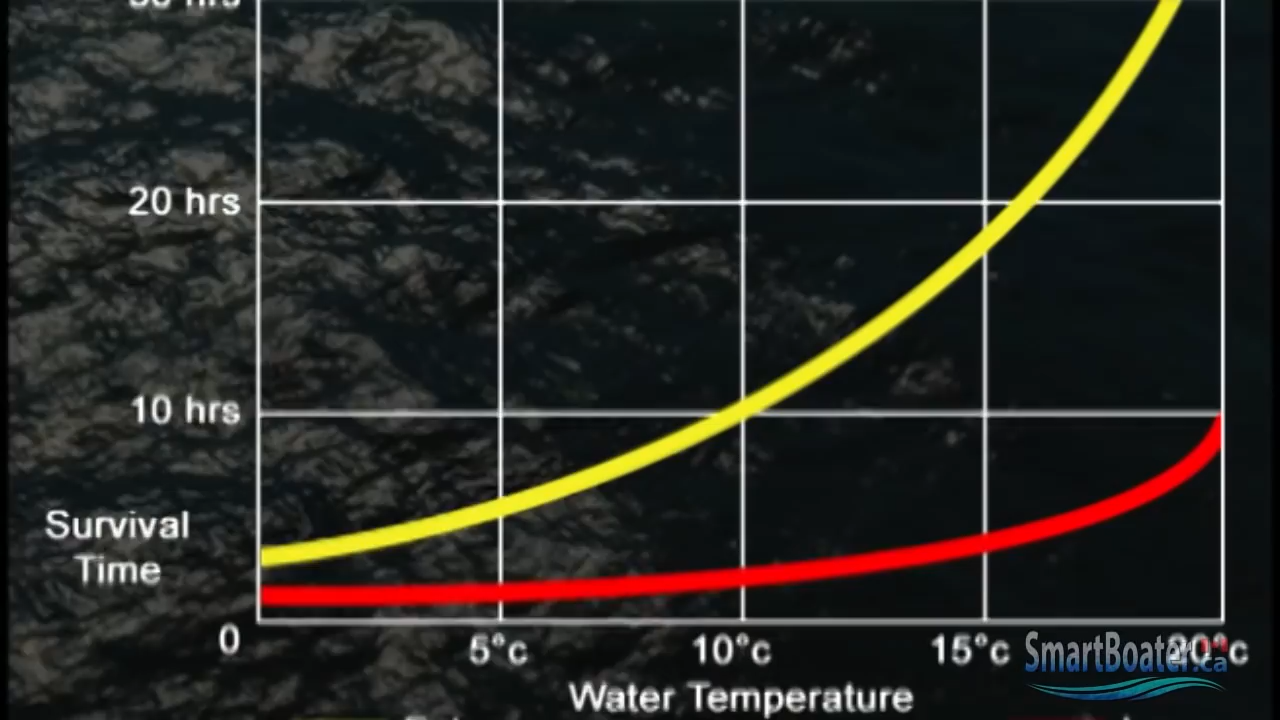 20 hrs
10 hrs
Survival
Time
0
5°c
10°c
15°c
20°c
SmartBoater.ca
Water Temperature